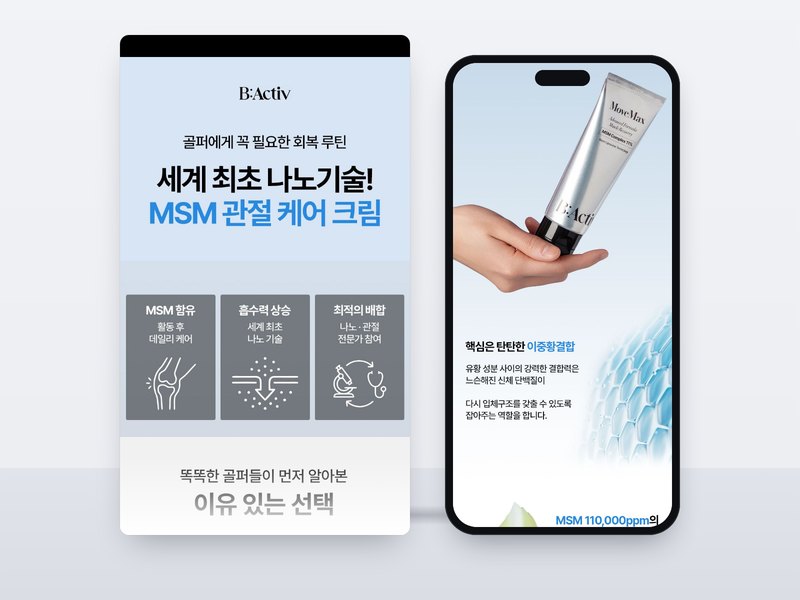 B:Activ
골퍼에게 꼭 필요한 회복 루틴
세계 최초 나노기술!
MSM 관절 케어 크림
MSM 함유
활동 후
데일리 케어
흡수력 상승
세계 최초
나노 기술
최적의 배합
나노·관절
전문가 참여
똑똑한 골퍼들이 먼저 알아본
이유 있는 선택
MoveMax
Advanced Formula
Muscle Recovery
MSM Complex 11%
B:Activ
핵심은 탄탄한 이중황결합
유황 성분 사이의 강력한 결합력은
느슨해진 신체 단백질이
다시 입체구조를 갖출 수 있도록
잡아주는 역할을 합니다.
MSM 110,000ppm의